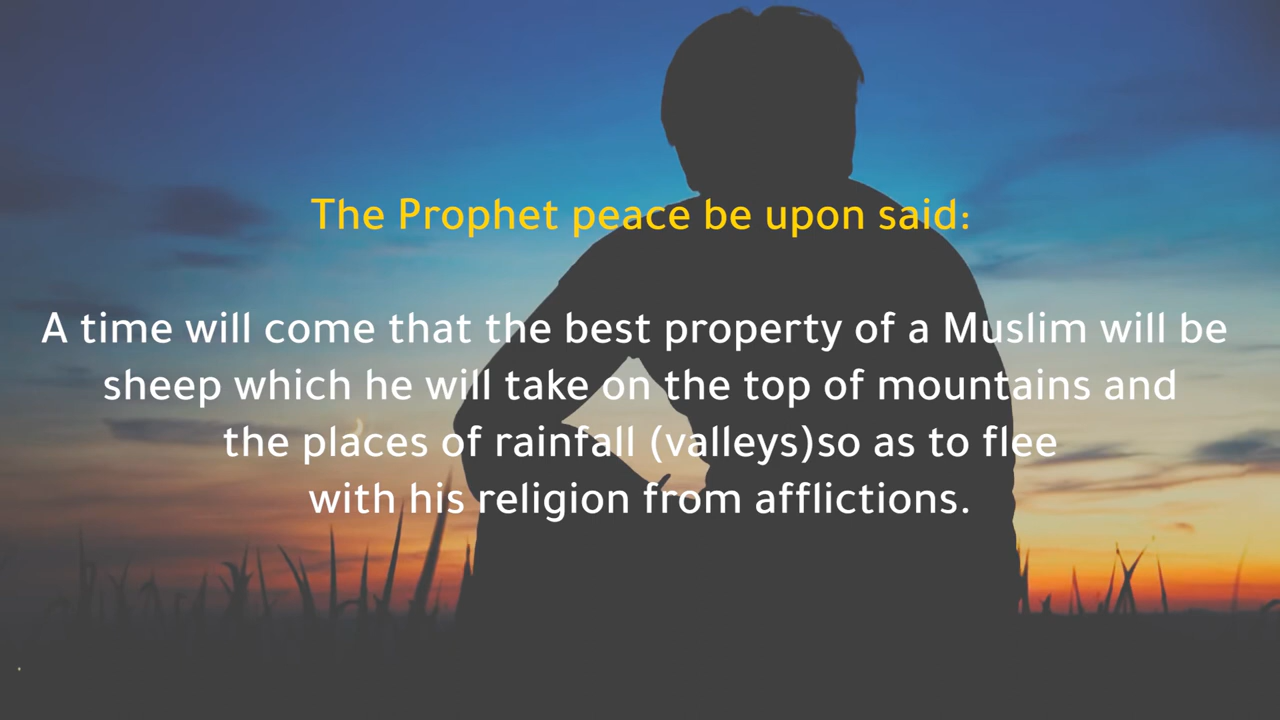 The Prophet peace be upon said:
A time will come that the best property of a Muslim will be
sheep which he will take on the top of mountains and
the places of rainfall (valleys)so as to flee
with his religion from afflictions.